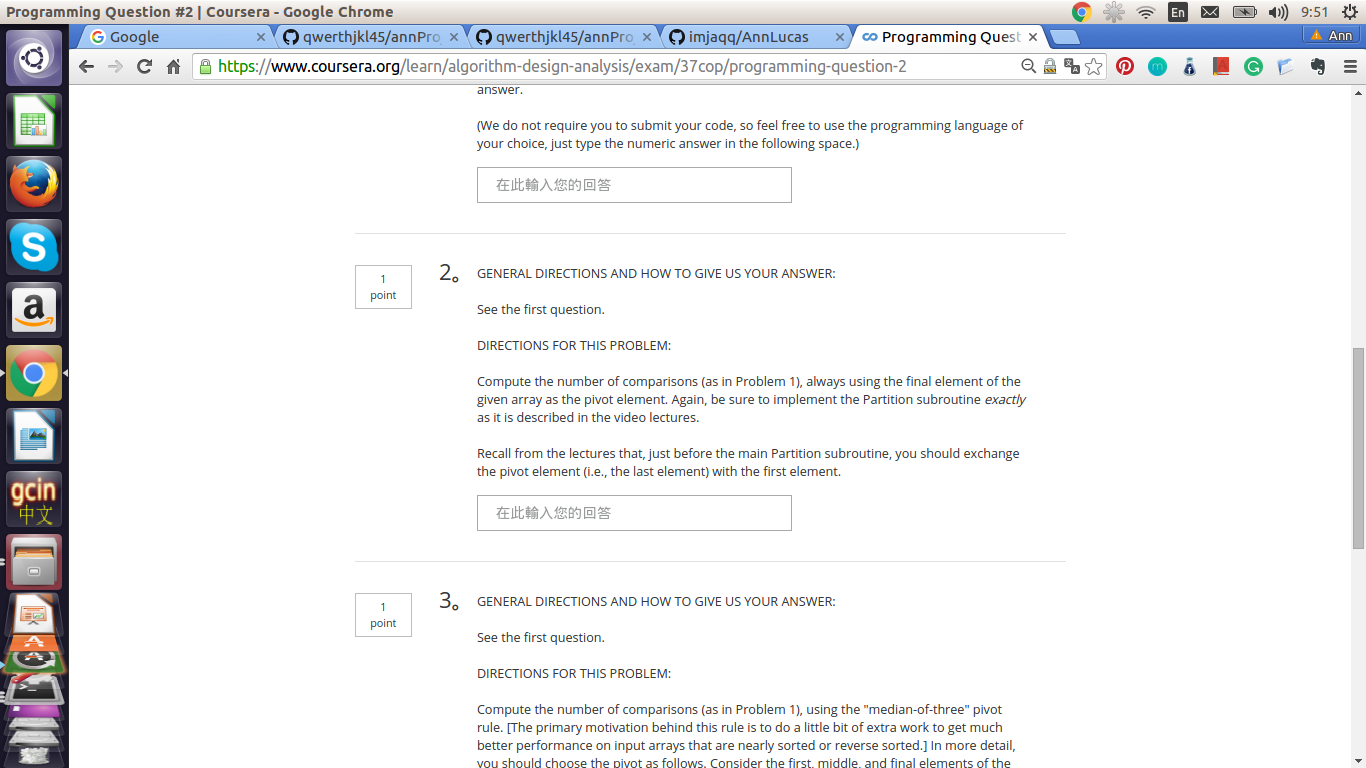 Programming Question #2 | Coursera - Google Chrome
En
9:51
Google
qwerthjkl45/annPro
qwerthjkl45/annPro
imjaqq/AnnLucas
Programming Quest
Ann
https://www.coursera.org/learn/algorithm-design-analysis/exam/37cop/programming-question-2
answer.
(We do not require you to submit your code, so feel free to use the programming language of
your choice, just type the numeric answer in the following space.)
在此輸入您的回答
1
point
2。
GENERAL DIRECTIONS AND HOW TO GIVE US YOUR ANSWER:
See the first question.
DIRECTIONS FOR THIS PROBLEM:
Compute the number of comparisons (as in Problem 1), always using the final element of the
given array as the pivot element. Again, be sure to implement the Partition subroutine exactly
as it is described in the video lectures.
Recall from the lectures that, just before the main Partition subroutine, you should exchange
the pivot element (i.e., the last element) with the first element.
在此輸入您的回答
1
point
3。
GENERAL DIRECTIONS AND HOW TO GIVE US YOUR ANSWER:
See the first question.
DIRECTIONS FOR THIS PROBLEM:
Compute the number of comparisons (as in Problem 1), using the "median-of-three" pivot
rule. [The primary motivation behind this rule is to do a little bit of extra work to get much
better performance on input arrays that are nearly sorted or reverse sorted.] In more detail,
you should choose the pivot as follows. Consider the first, middle, and final elements of the
gcin
中文